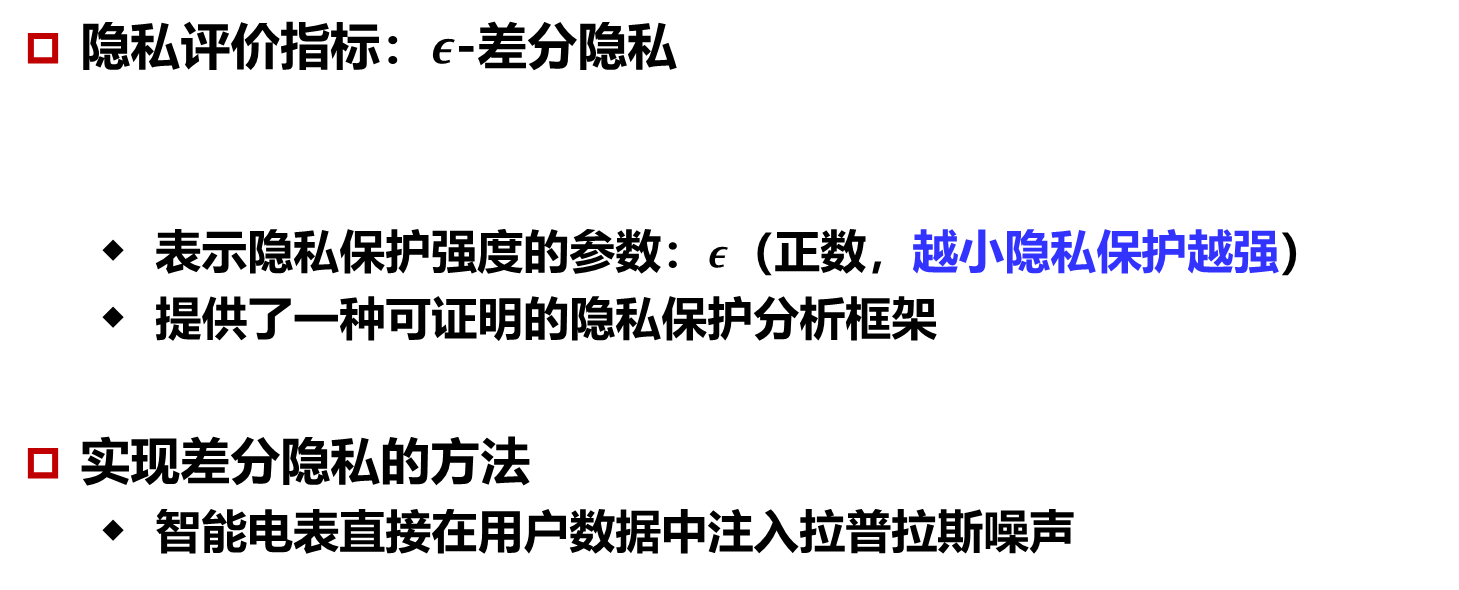 隐私评价指标：ϵ-差分隐私
表示隐私保护强度的参数：ϵ（正数，越小隐私保护越强）
提供了一种可证明的隐私保护分析框架
实现差分隐私的方法
智能电表直接在用户数据中注入拉普拉斯噪声